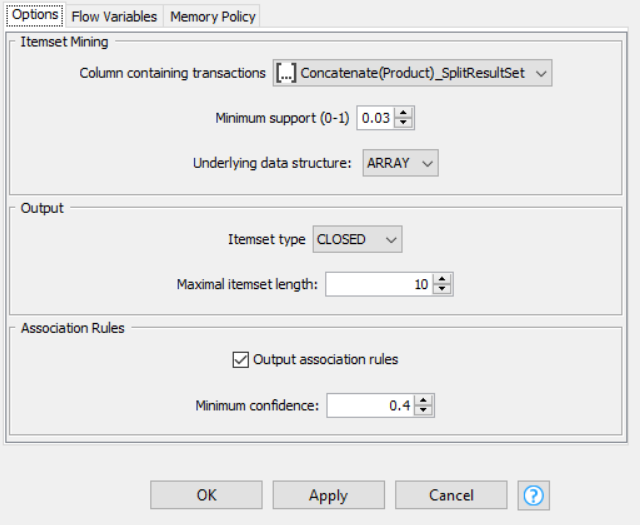 Options Flow Variables Memory Policy
Itemset Mining
Column containing transactions [...] Concatenate(Product)_SplitResultSet
Minimum support (0-1) 0.03
Underlying data structure: ARRAY
Output
Itemset type CLOSED
Maximal itemset length: 10
Association Rules
Output association rules
Minimum confidence: 0.4
OK Apply Cancel ?